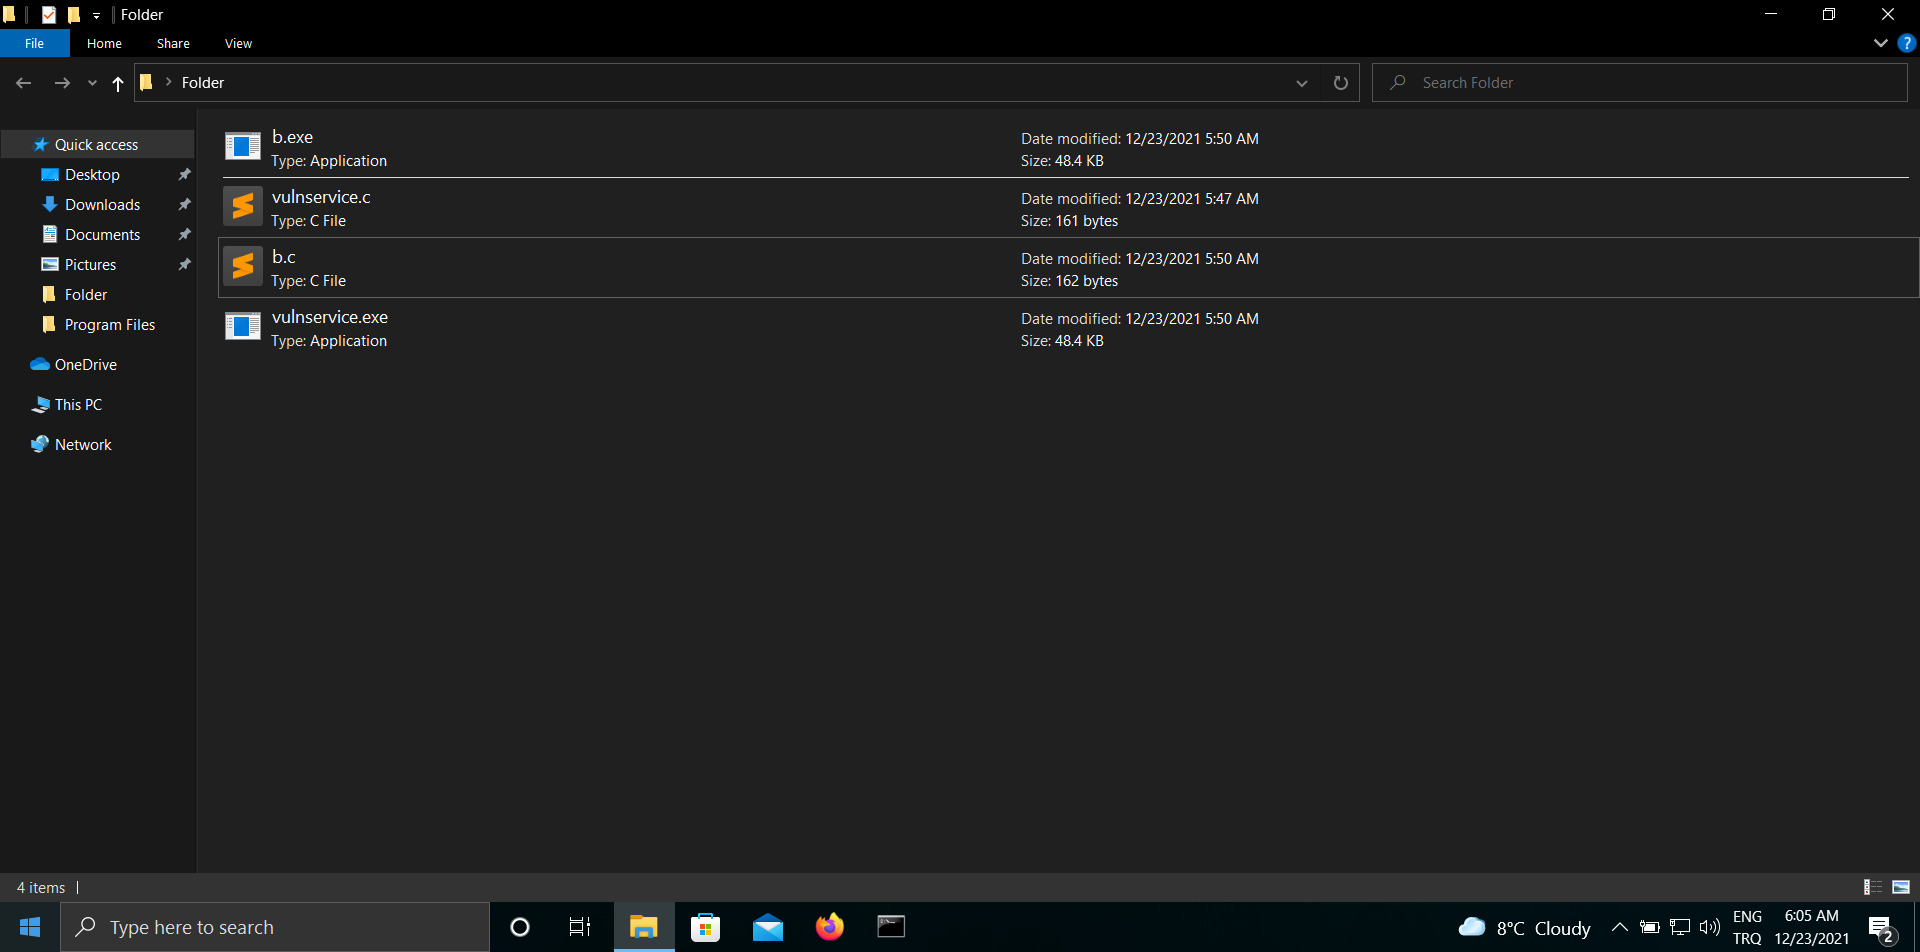 Folder
File Home Share View
?
Folder
Search Folder
Quick access
Desktop
Downloads
Documents
Pictures
Folder
Program Files
OneDrive
This PC
Network
b.exe
Type: Application
Date modified: 12/23/2021 5:50 AM
Size: 48.4 KB
vulnservice.c
Type: C File
Date modified: 12/23/2021 5:47 AM
Size: 161 bytes
b.c
Type: C File
Date modified: 12/23/2021 5:50 AM
Size: 162 bytes
vulnservice.exe
Type: Application
Date modified: 12/23/2021 5:50 AM
Size: 48.4 KB
4 items
Type here to search
8°C Cloudy
ENG
TRQ
6:05 AM
12/23/2021
2